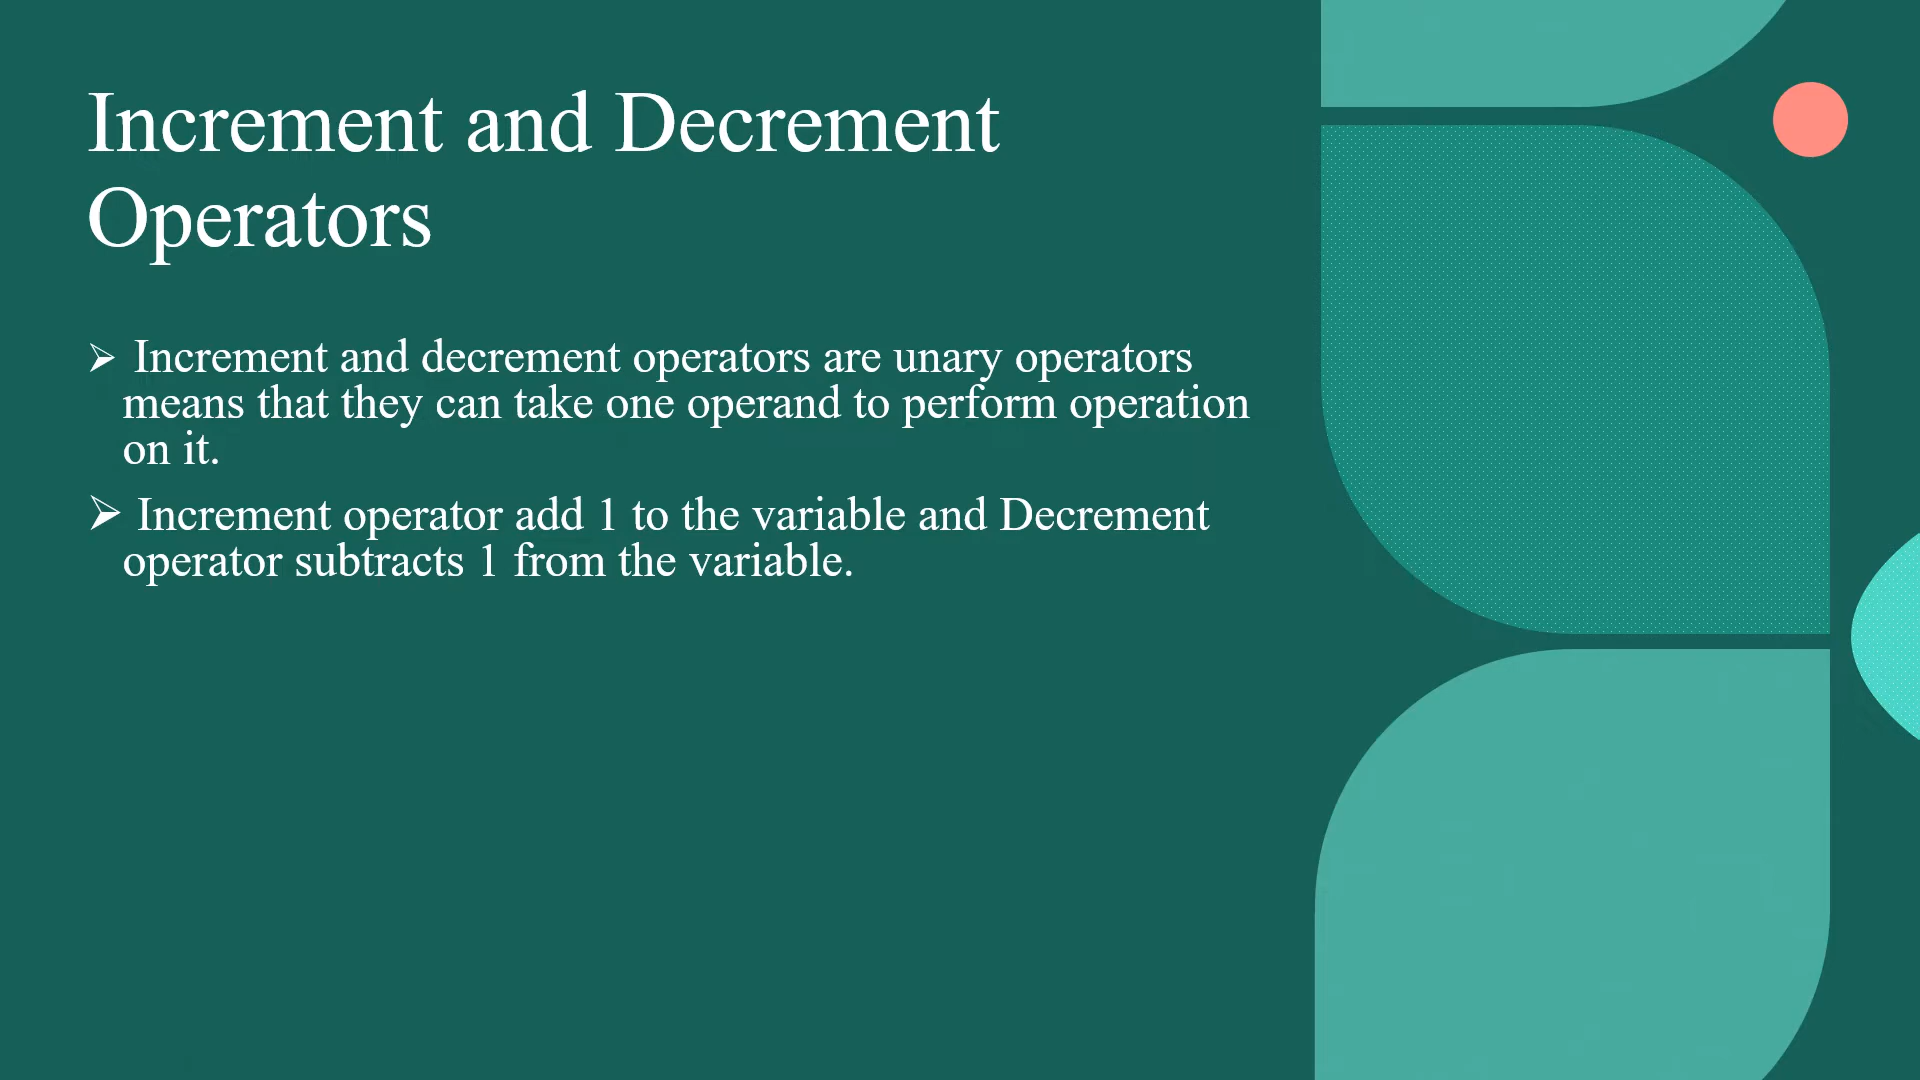 Increment and Decrement
Operators
➢ Increment and decrement operators are unary operators
means that they can take one operand to perform operation
on it.
➢ Increment operator add 1 to the variable and Decrement
operator subtracts 1 from the variable.